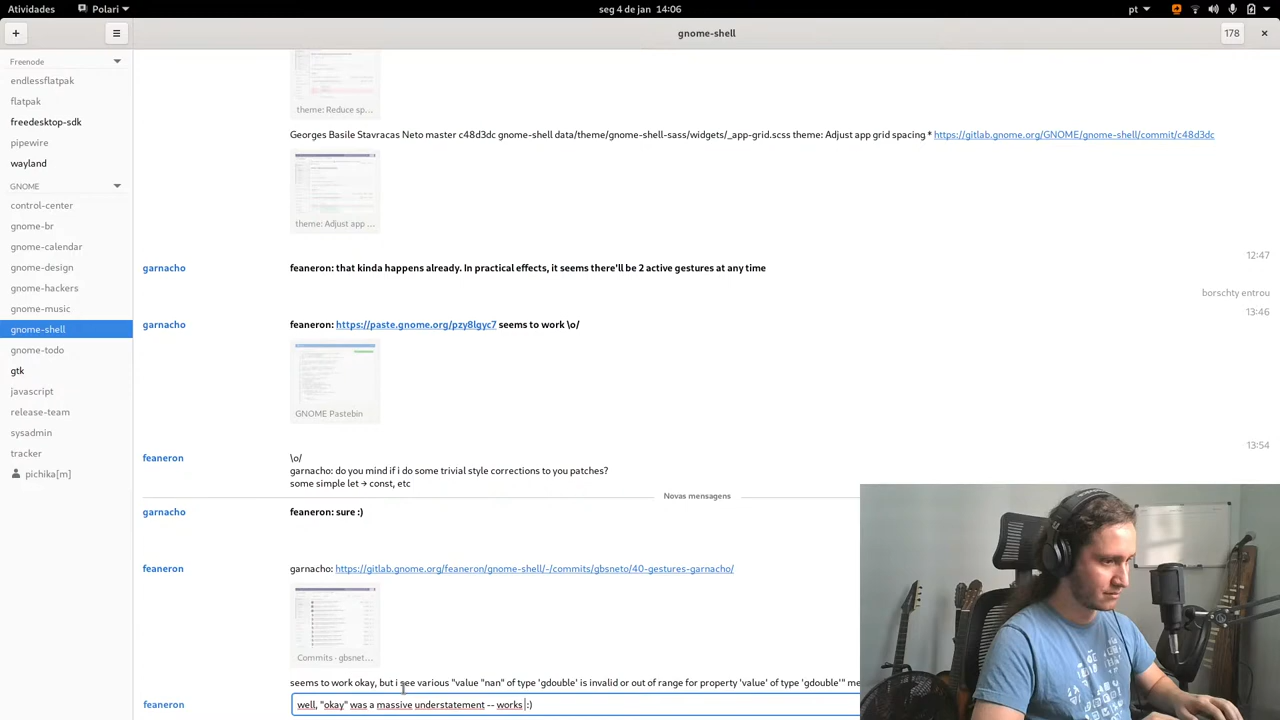 Atividades
Polari
seg 4 de jan 14:06
pt
gnome-shell
178
Freenode
endlessflatpak
flatpak
freedesktop-sdk
pipewire
wayland
GNOME
control-center
gnome-br
gnome-calendar
gnome-design
gnome-hackers
gnome-music
gnome-shell
gnome-todo
gtk
javascript
release-team
sysadmin
tracker
pichika[m]
theme: Reduce sp...
Georges Basile Stavracas Neto master c48d3dc gnome-shell data/theme/gnome-shell-sass/widgets/_app-grid.scss theme: Adjust app grid spacing * https://gitlab.gnome.org/GNOME/gnome-shell/commit/c48d3dc
theme: Adjust app ...
12:47
garnacho feaneron: that kinda happens already. In practical effects, it seems there'll be 2 active gestures at any time
borschty entrou
13:46
garnacho feaneron: https://paste.gnome.org/pzy8lgyc7 seems to work \o/
GNOME Pastebin
13:54
feaneron \o/
garnacho: do you mind if i do some trivial style corrections to you patches?
some simple let → const, etc
Novas mensagens
garnacho feaneron: sure :)
feaneron garnacho: https://gitlab.gnome.org/feaneron/gnome-shell/-/commits/gbsneto/40-gestures-garnacho/
Commits · gbsnet...
seems to work okay, but i see various "value "nan" of type 'gdouble' is invalid or out of range for property 'value' of type 'gdouble'" me
feaneron well, "okay" was a massive understatement -- works :)